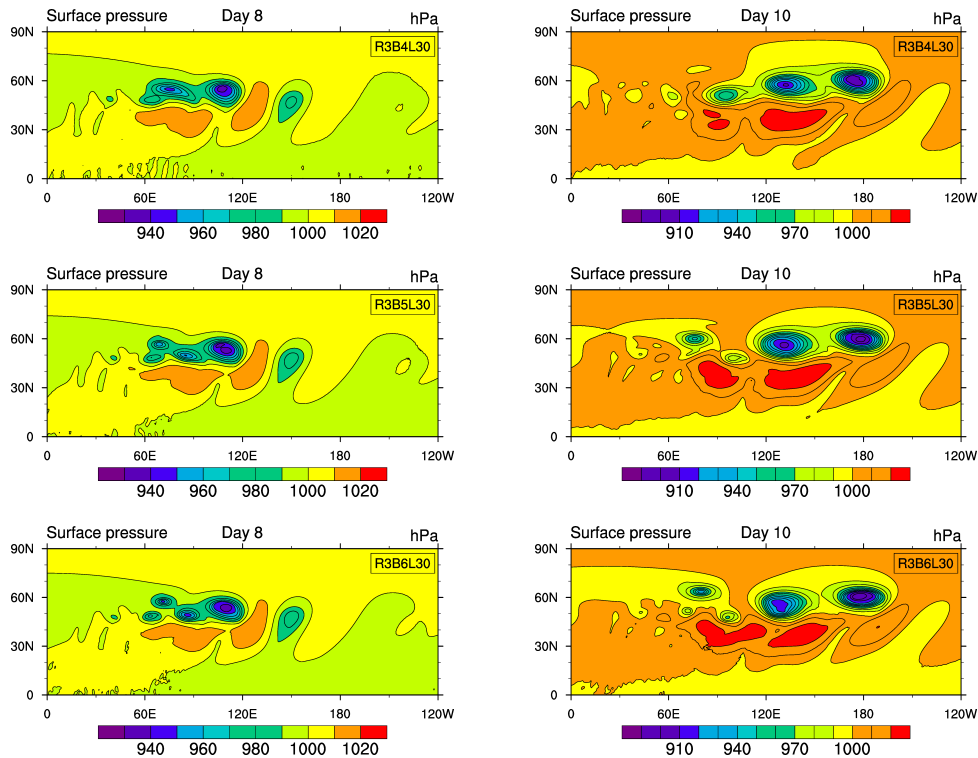 Surface pressure Day 8 hPa
90N R3B4L30
60N
30N
0
0 60E 120E 180 120W
940 960 980 1000 1020
Surface pressure Day 10 hPa
90N R3B4L30
60N
30N
0
0 60E 120E 180 120W
910 940 970 1000
Surface pressure Day 8 hPa
90N R3B5L30
60N
30N
0
0 60E 120E 180 120W
940 960 980 1000 1020
Surface pressure Day 10 hPa
90N R3B5L30
60N
30N
0
0 60E 120E 180 120W
910 940 970 1000
Surface pressure Day 8 hPa
90N R3B6L30
60N
30N
0
0 60E 120E 180 120W
940 960 980 1000 1020
Surface pressure Day 10 hPa
90N R3B6L30
60N
30N
0
0 60E 120E 180 120W
910 940 970 1000